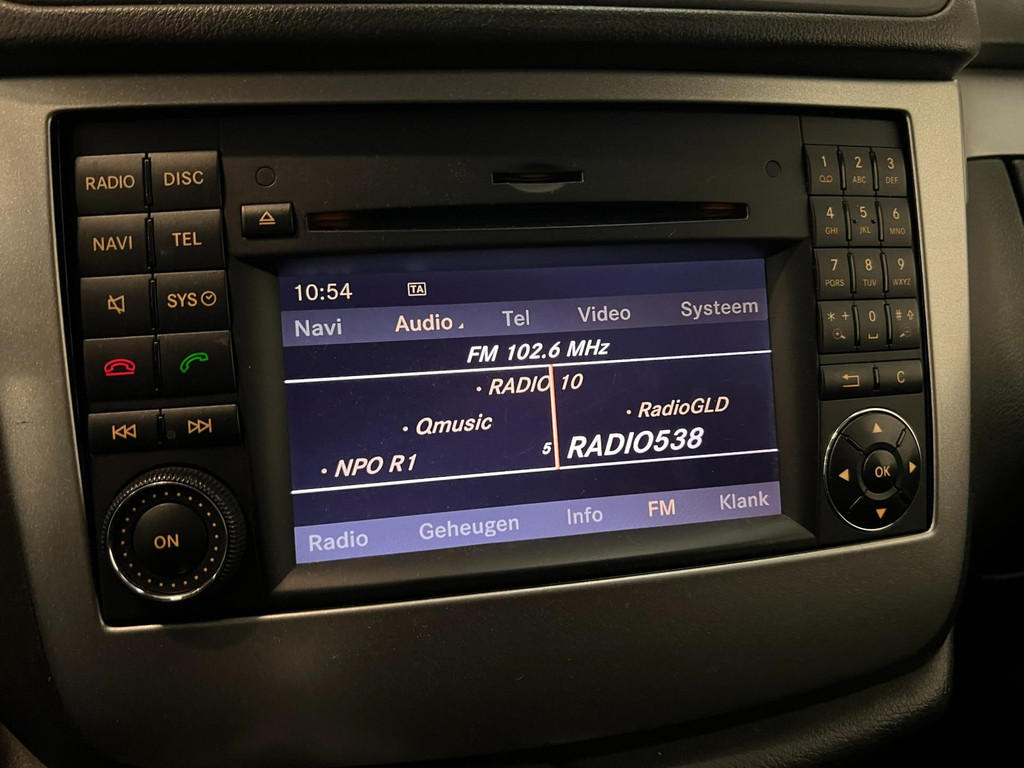 RADIO DISC
NAVI TEL
SYS
ON
10:54 TA
Navi Audio Tel Video Systeem
FM 102.6 MHz
• RADIO 10
• RadioGLD
• Qmusic
5 RADIO538
• NPO R1
Radio Geheugen Info FM Klank
1 2 ABC 3 DEF
4 GHI 5 JKL 6 MNO
7 PQRS 8 TUV 9 WXYZ
* + 0 #
C
OK